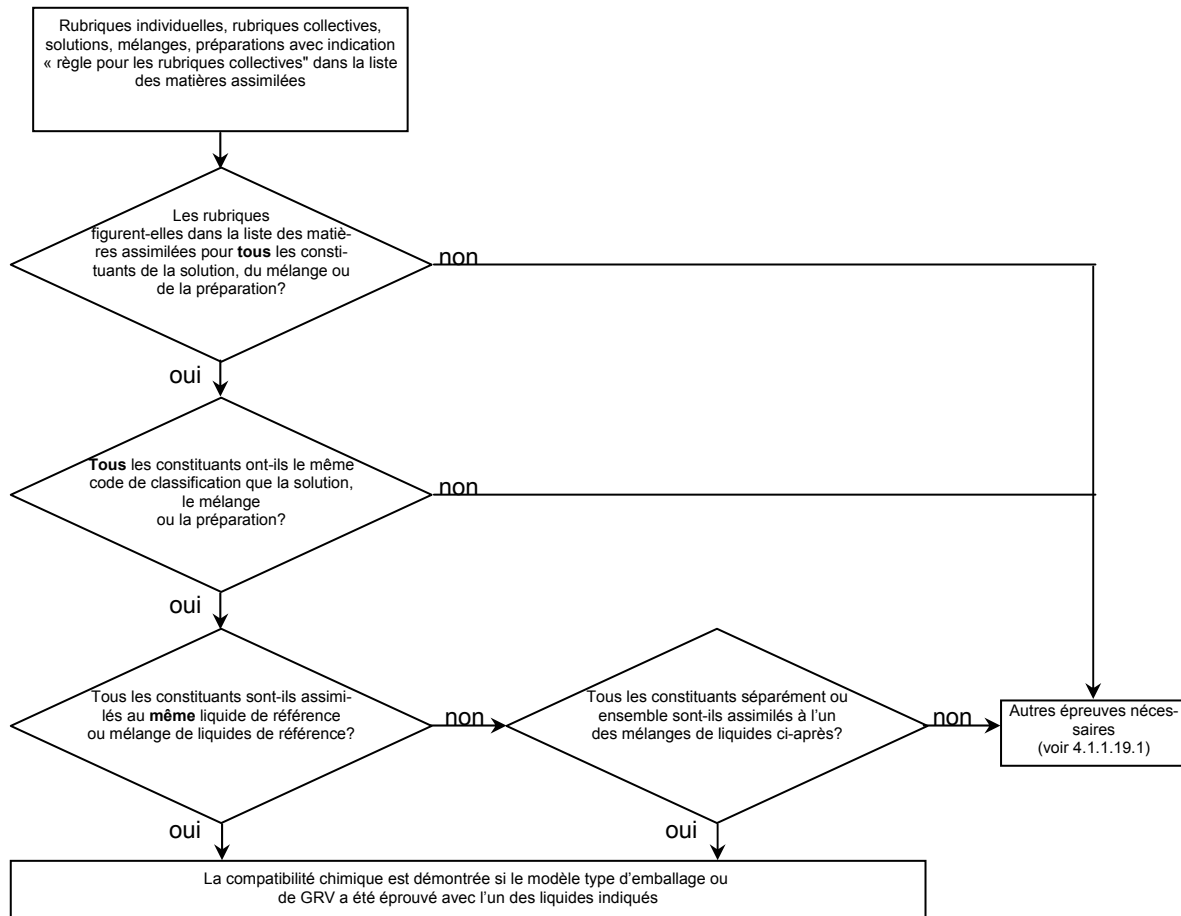 Rubriques individuelles, rubriques collectives,
solutions, mélanges, préparations avec indication
« règle pour les rubriques collectives" dans la liste
des matières assimilées
Les rubriques
figurent-elles dans la liste des matiè-
res assimilées pour tous les consti-
tuants de la solution, du mélange ou
de la préparation?
non
oui
Tous les constituants ont-ils le même
code de classification que la solution,
le mélange
ou la préparation?
non
oui
Tous les constituants sont-ils assimi-
lés au même liquide de référence
ou mélange de liquides de référence?
non
Tous les constituants séparément ou
ensemble sont-ils assimilés à l'un
des mélanges de liquides ci-après?
non
Autres épreuves néces-
saires
(voir 4.1.1.19.1)
oui
oui
La compatibilité chimique est démontrée si le modèle type d'emballage ou
de GRV a été éprouvé avec l'un des liquides indiqués